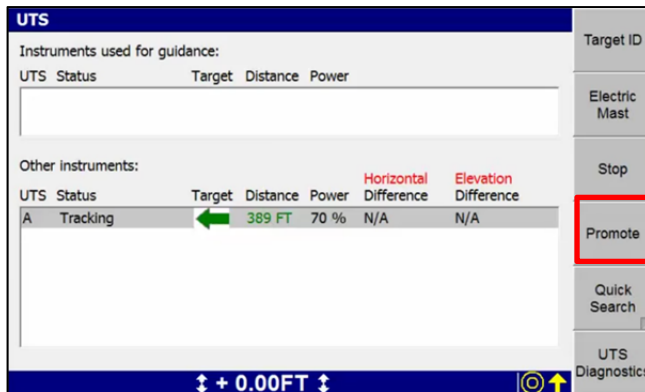 UTS
Instruments used for guidance:
UTS Status Target Distance Power
Other instruments:
Horizontal Elevation
UTS Status Target Distance Power Difference Difference
A Tracking 389 FT 70 % N/A N/A
+ 0.00FT
Target ID
Electric
Mast
Stop
Promote
Quick
Search
UTS
Diagnostics